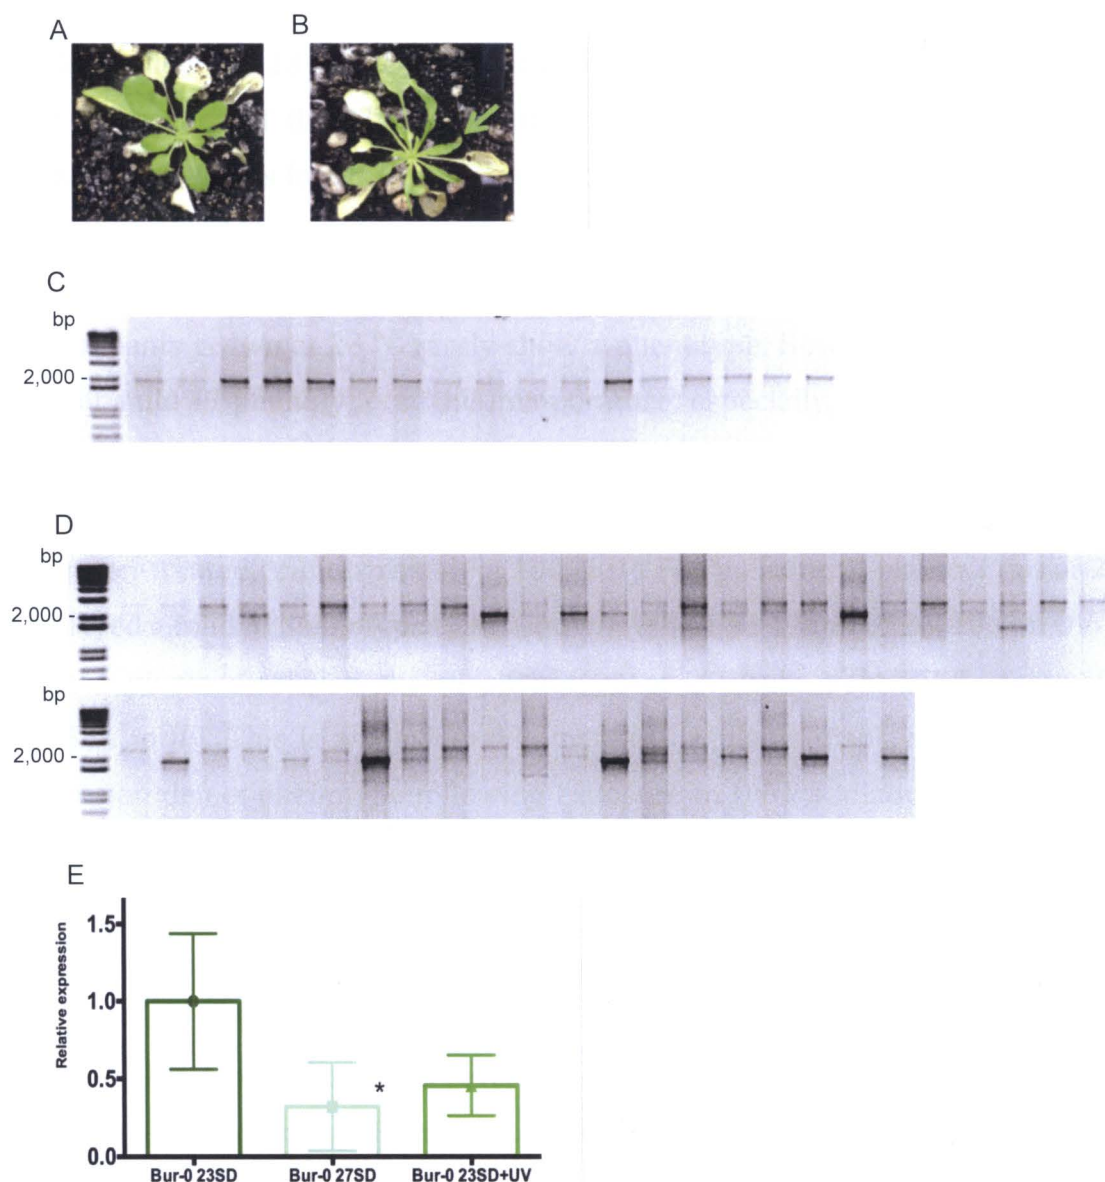 A
B
C
bp
2,000 -
D
bp
2,000 -
bp
2,000 -
E
Relative expression
1.5
1.0
0.5
0.0
*
Bur-0 23SD
Bur-0 27SD
Bur-0 23SD+UV